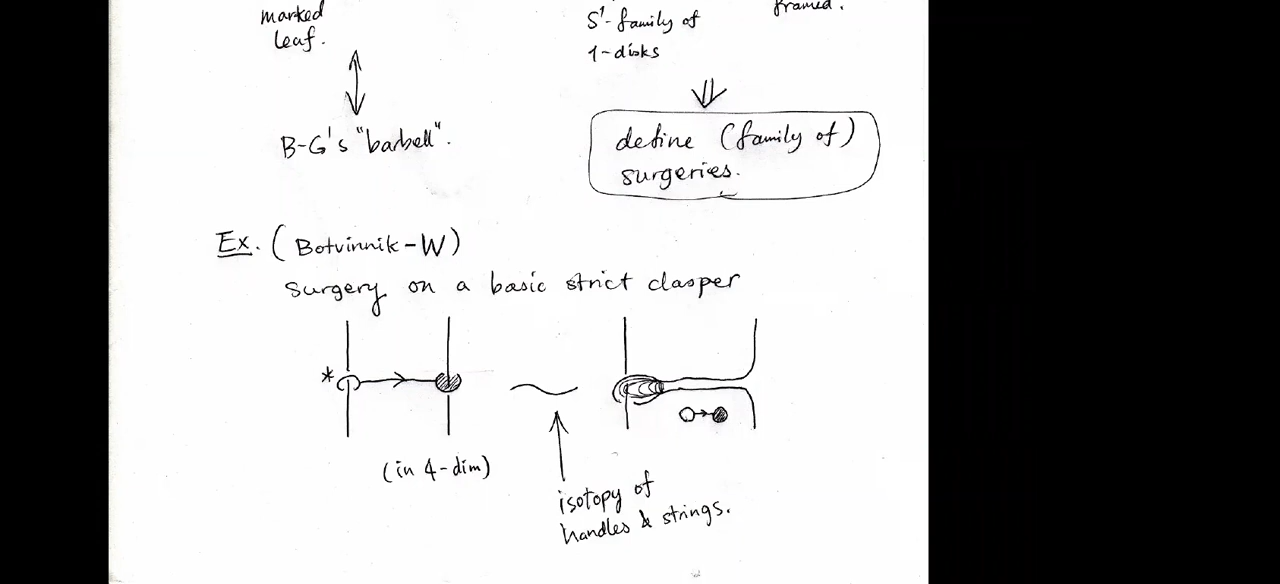 marked
leaf.
S¹-family of
1-disks
framed.
B-G's "barbell".
define (family of)
surgeries.
Ex. (Botvinnik-W)
surgery on a basic strict clasper
*
(in 4-dim)
isotopy of
handles & strings.